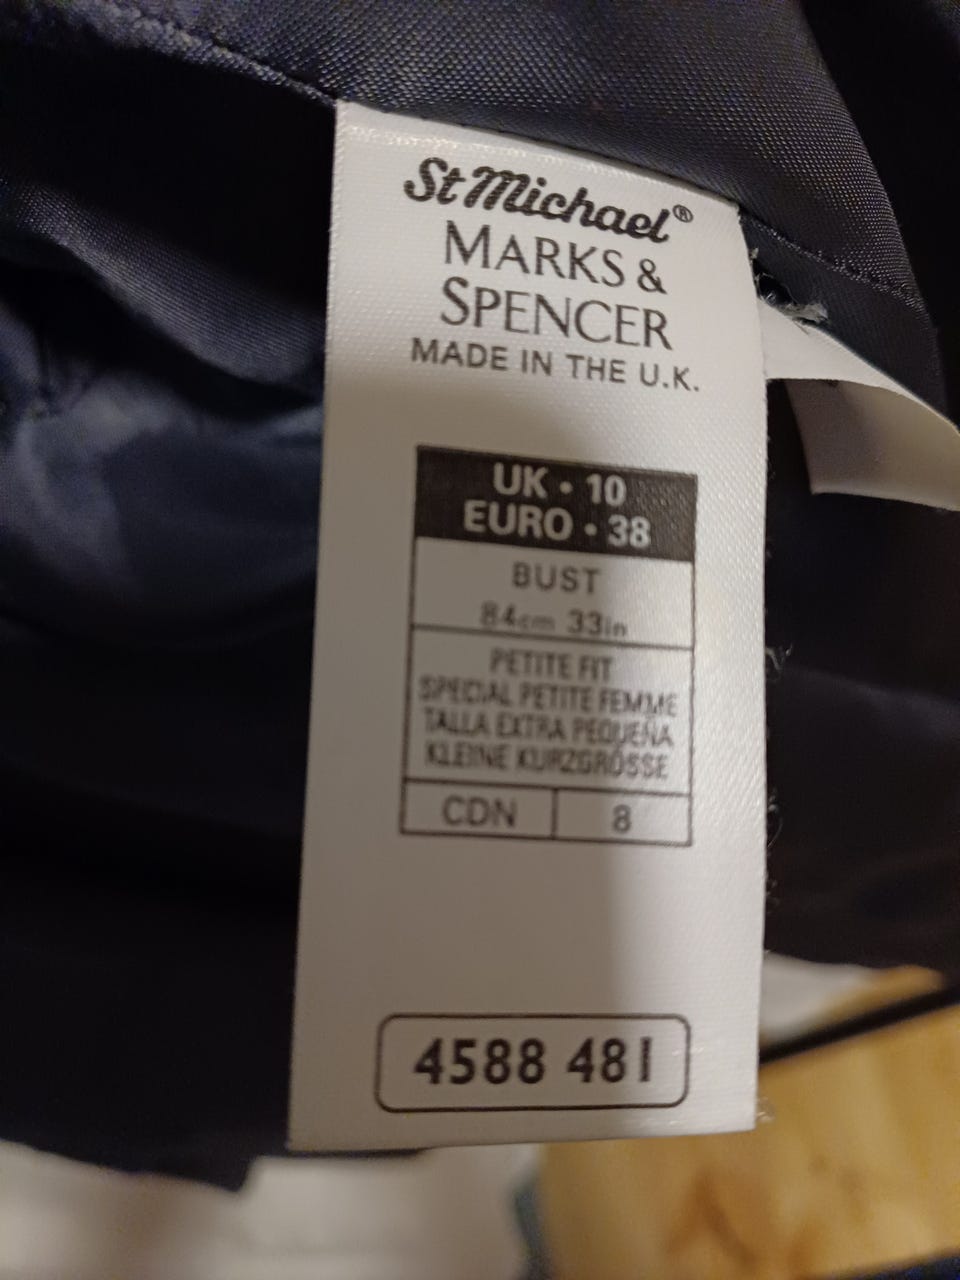 St Michael®
MARKS &
SPENCER
MADE IN THE U.K.
UK • 10
EURO • 38
BUST
84cm 33in
PETITE FIT
SPECIAL PETITE FEMME
TALLA EXTRA PEQUEÑA
KLEINE KURZGRÖSSE
CDN 8
4588 481